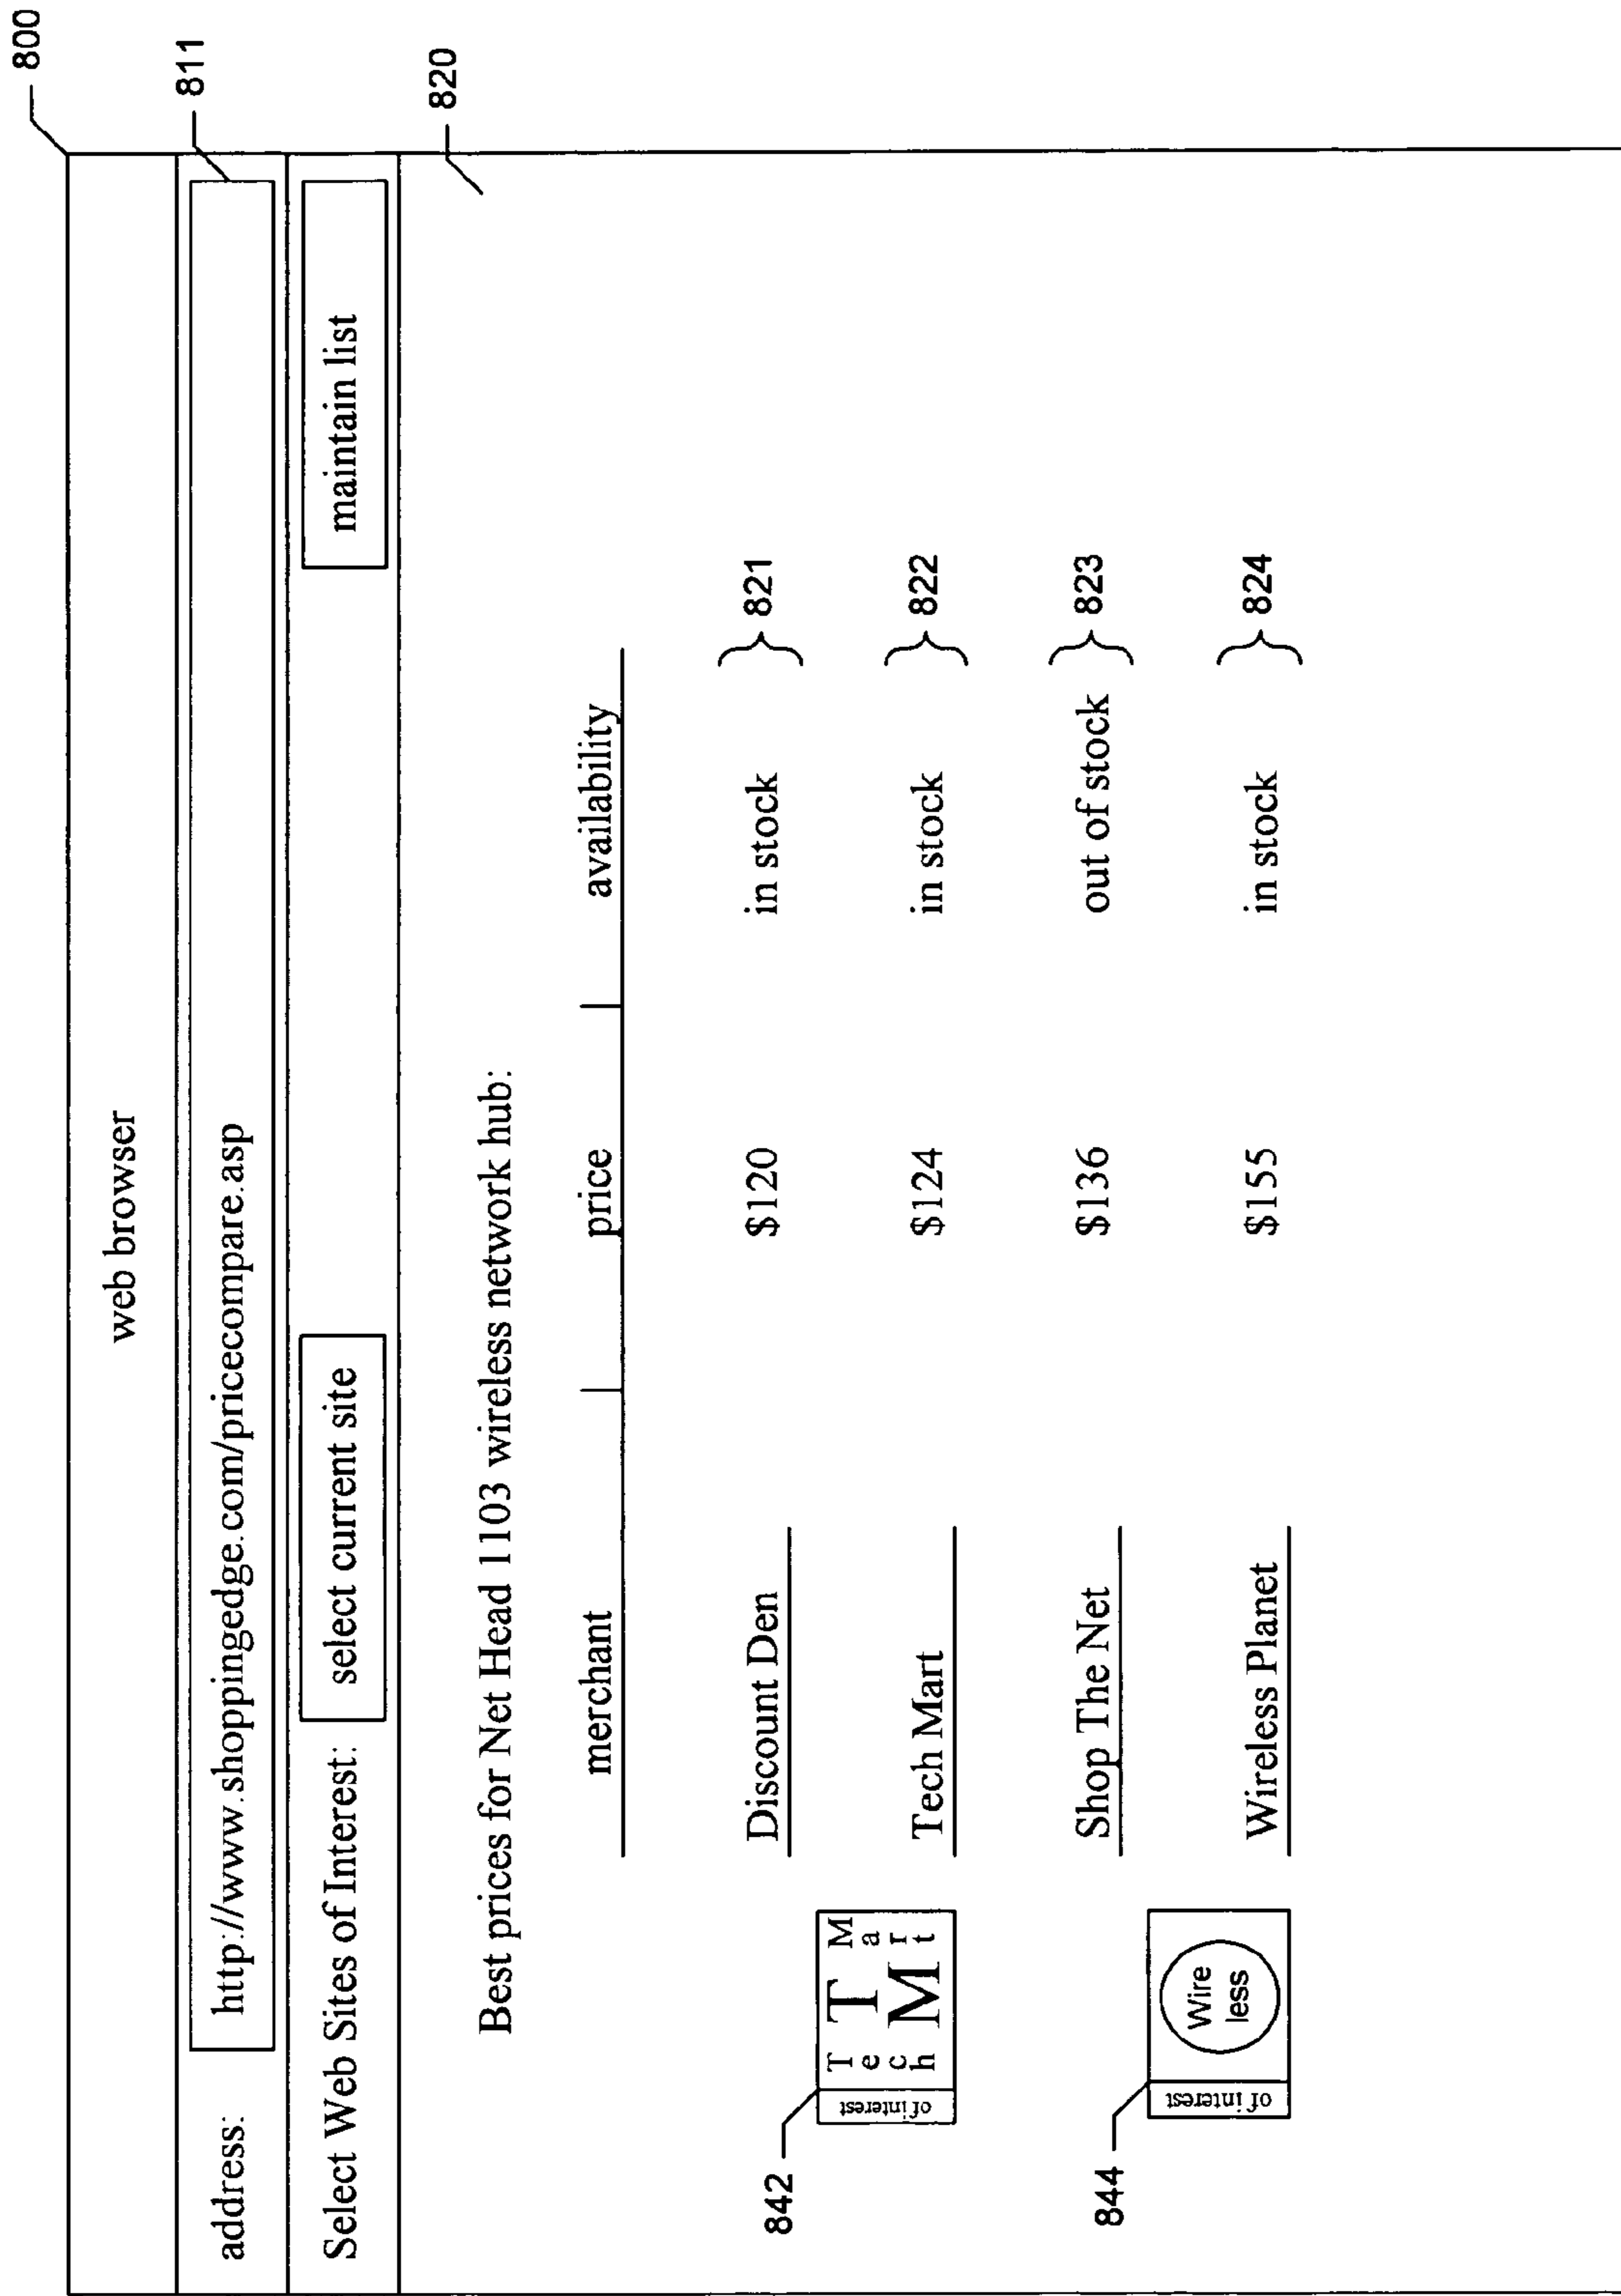 800
web browser
address: http://www.shoppingedge.com/pricecompare.asp 811
Select Web Sites of Interest: select current site maintain list
820
Best prices for Net Head 1103 wireless network hub:
merchant price availability
Discount Den $120 in stock 821
842
of interest Tech T M Mart
Tech Mart $124 in stock 822
Shop The Net $136 out of stock 823
844
of interest Wire
less
Wireless Planet $155 in stock 824